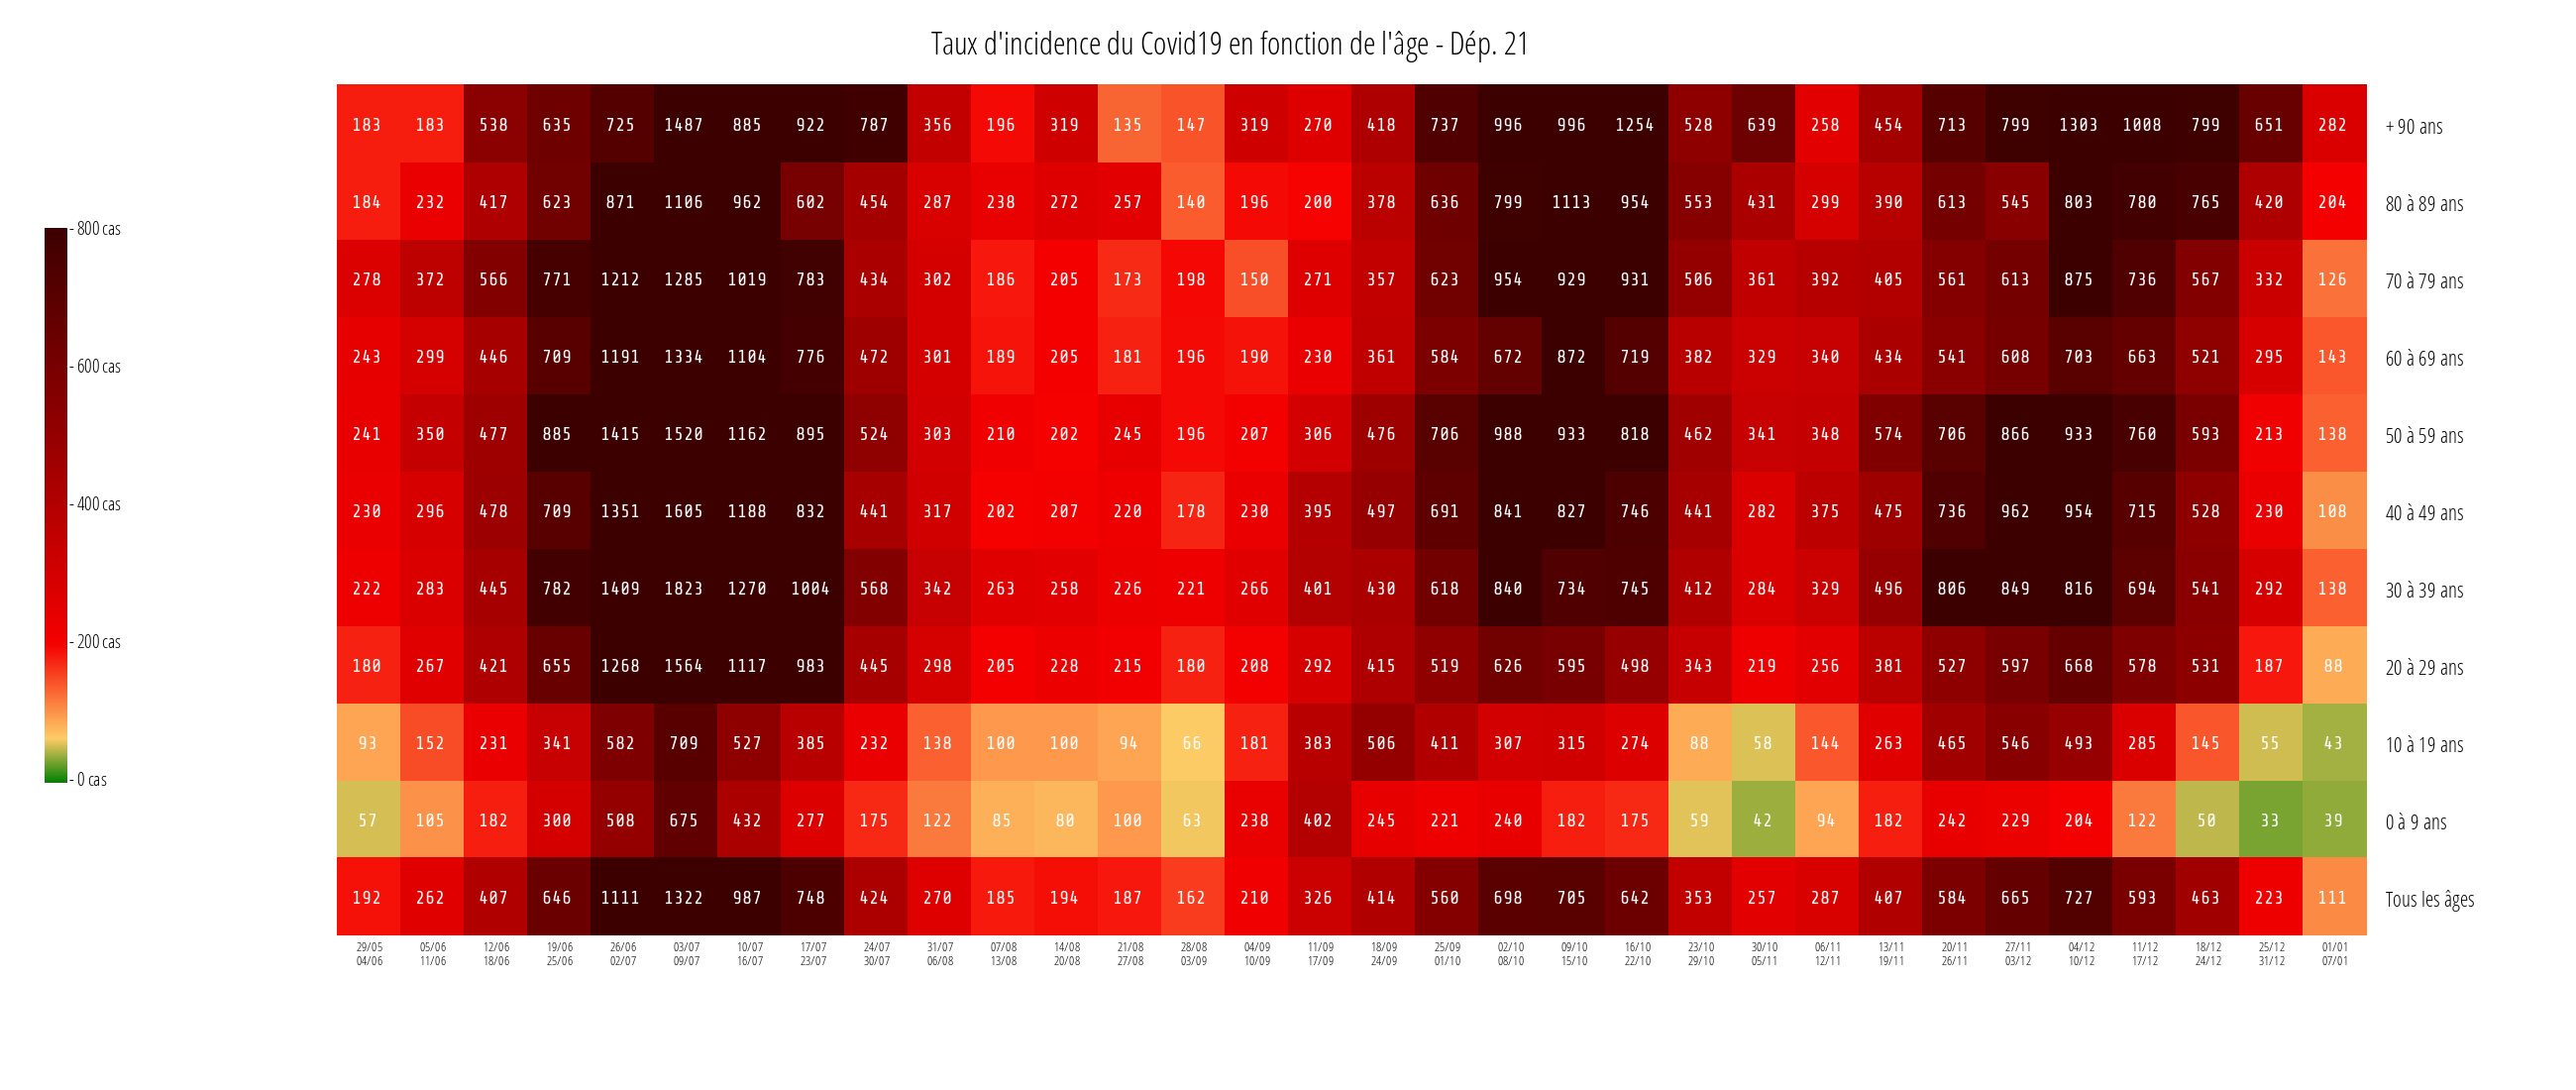 Taux d'incidence du Covid19 en fonction de l'âge - Dép. 21
- 800 cas
- 600 cas
- 400 cas
- 200 cas
- 0 cas
183 183 538 635 725 1487 885 922 787 356 196 319 135 147 319 270 418 737 996 996 1254 528 639 258 454 713 799 1303 1008 799 651 282 + 90 ans
184 232 417 623 871 1106 962 602 454 287 238 272 257 140 196 200 378 636 799 1113 954 553 431 299 390 613 545 803 780 765 420 204 80 à 89 ans
278 372 566 771 1212 1285 1019 783 434 302 186 205 173 198 150 271 357 623 954 929 931 506 361 392 405 561 613 875 736 567 332 126 70 à 79 ans
243 299 446 709 1191 1334 1104 776 472 301 189 205 181 196 190 230 361 584 672 872 719 382 329 340 434 541 608 703 663 521 295 143 60 à 69 ans
241 350 477 885 1415 1520 1162 895 524 303 210 202 245 196 207 306 476 706 988 933 818 462 341 348 574 706 866 933 760 593 213 138 50 à 59 ans
230 296 478 709 1351 1605 1188 832 441 317 202 207 220 178 230 395 497 691 841 827 746 441 282 375 475 736 962 954 715 528 230 108 40 à 49 ans
222 283 445 782 1409 1823 1270 1004 568 342 263 258 226 221 266 401 430 618 840 734 745 412 284 329 496 806 849 816 694 541 292 138 30 à 39 ans
180 267 421 655 1268 1564 1117 983 445 298 205 228 215 180 208 292 415 519 626 595 498 343 219 256 381 527 597 668 578 531 187 88 20 à 29 ans
93 152 231 341 582 709 527 385 232 138 100 100 94 66 181 383 506 411 307 315 274 88 58 144 263 465 546 493 285 145 55 43 10 à 19 ans
57 105 182 300 508 675 432 277 175 122 85 80 100 63 238 402 245 221 240 182 175 59 42 94 182 242 229 204 122 50 33 39 0 à 9 ans
192 262 407 646 1111 1322 987 748 424 270 185 194 187 162 210 326 414 560 698 705 642 353 257 287 407 584 665 727 593 463 223 111 Tous les âges
29/05 05/06 12/06 19/06 26/06 03/07 10/07 17/07 24/07 31/07 07/08 14/08 21/08 28/08 04/09 11/09 18/09 25/09 02/10 09/10 16/10 23/10 30/10 06/11 13/11 20/11 27/11 04/12 11/12 18/12 25/12 01/01
04/06 11/06 18/06 25/06 02/07 09/07 16/07 23/07 30/07 06/08 13/08 20/08 27/08 03/09 10/09 17/09 24/09 01/10 08/10 15/10 22/10 29/10 05/11 12/11 19/11 26/11 03/12 10/12 17/12 24/12 31/12 07/01